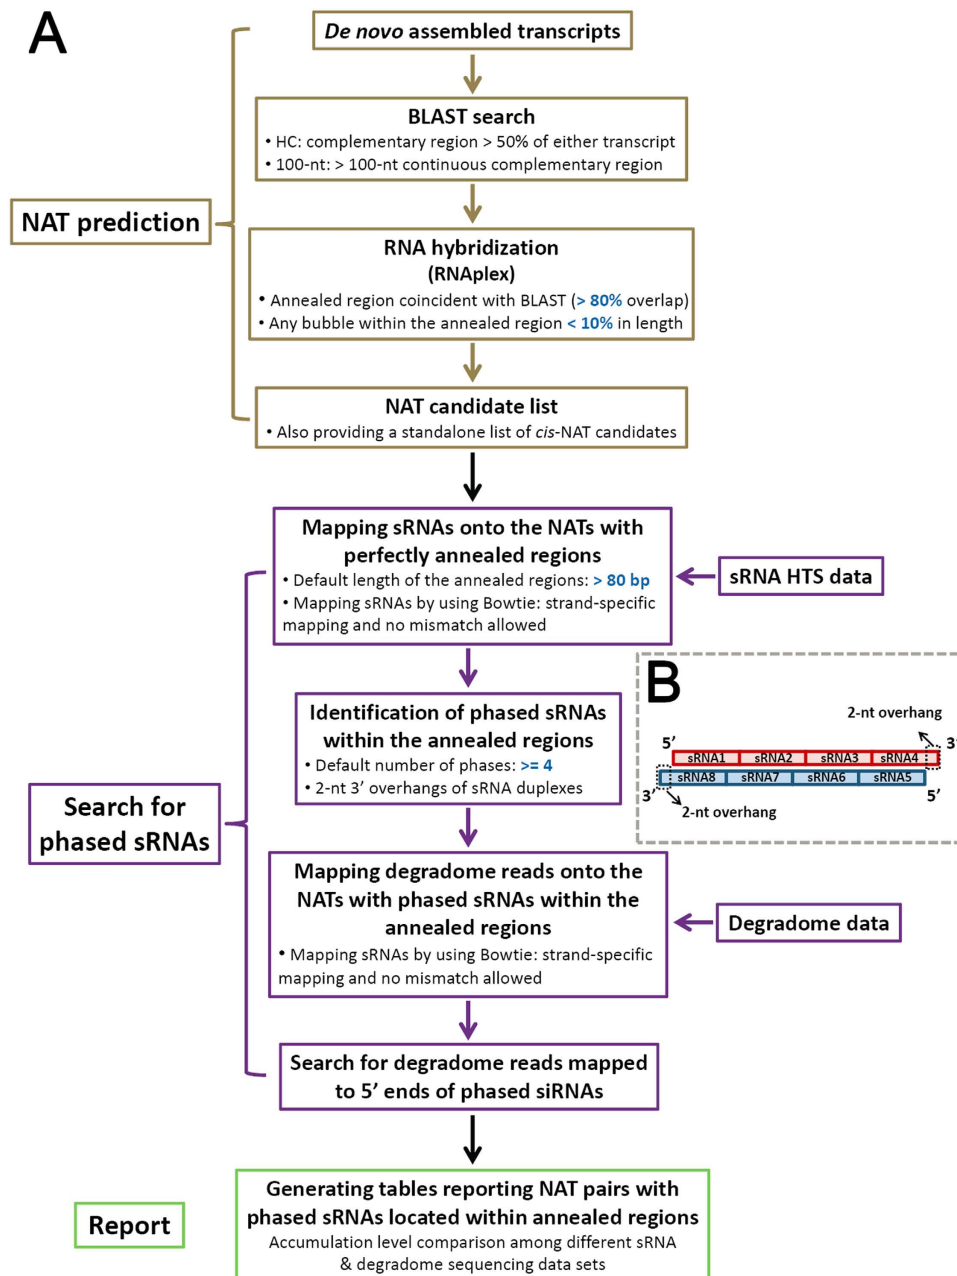 A
De novo assembled transcripts
BLAST search
• HC: complementary region > 50% of either transcript
• 100-nt: > 100-nt continuous complementary region
NAT prediction
RNA hybridization
(RNAplex)
• Annealed region coincident with BLAST (> 80% overlap)
• Any bubble within the annealed region < 10% in length
NAT candidate list
• Also providing a standalone list of cis-NAT candidates
Mapping sRNAs onto the NATs with
perfectly annealed regions
• Default length of the annealed regions: > 80 bp
• Mapping sRNAs by using Bowtie: strand-specific
mapping and no mismatch allowed
sRNA HTS data
Identification of phased sRNAs
within the annealed regions
• Default number of phases: >= 4
• 2-nt 3’ overhangs of sRNA duplexes
B
2-nt overhang
5’ 3’
sRNA1 sRNA2 sRNA3 sRNA4
sRNA8 sRNA7 sRNA6 sRNA5
3’ 5’
2-nt overhang
Search for
phased sRNAs
Mapping degradome reads onto the
NATs with phased sRNAs within the
annealed regions
• Mapping sRNAs by using Bowtie: strand-specific
mapping and no mismatch allowed
Degradome data
Search for degradome reads mapped
to 5’ ends of phased siRNAs
Report
Generating tables reporting NAT pairs with
phased sRNAs located within annealed regions
Accumulation level comparison among different sRNA
& degradome sequencing data sets